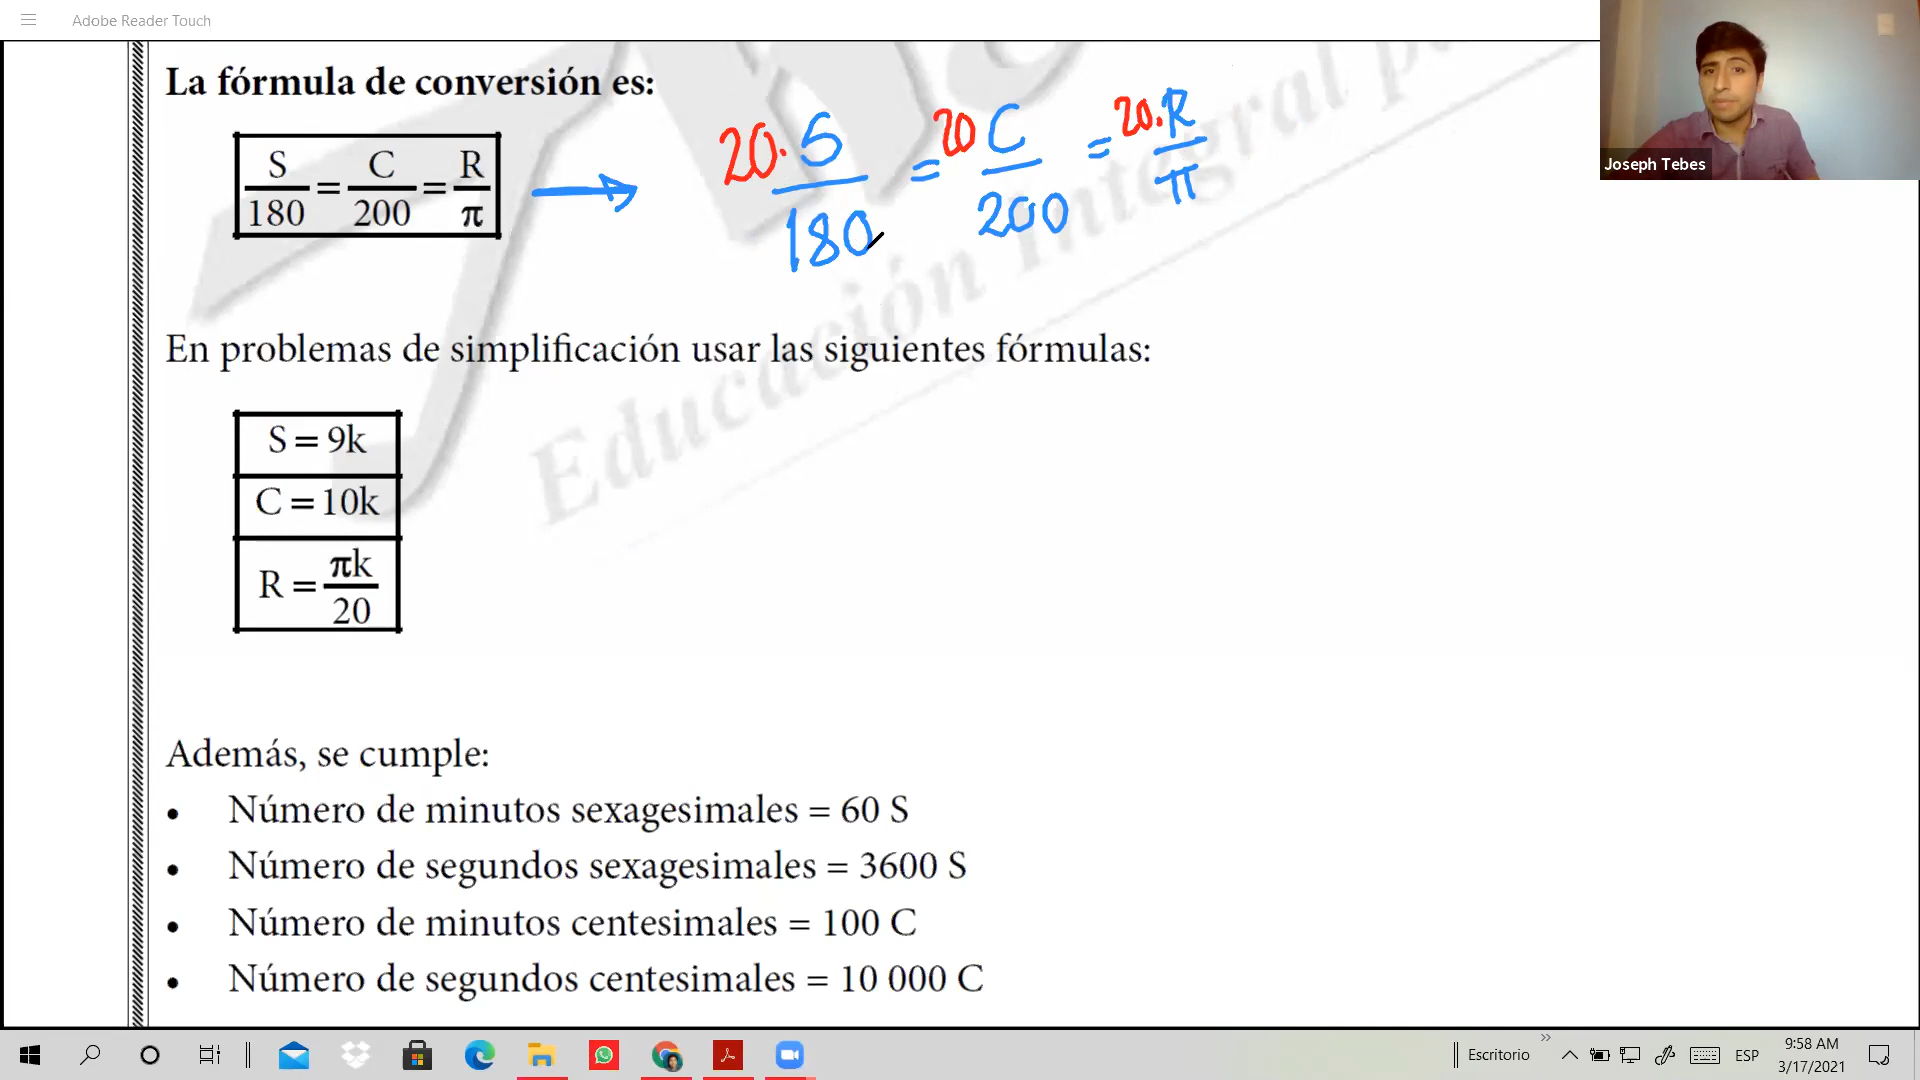 Adobe Reader Touch
Joseph Tebes
La fórmula de conversión es:
S/180 = C/200 = R/π
20·S/180 = 20 C/200 = 20·R/π
En problemas de simplificación usar las siguientes fórmulas:
S = 9k
C = 10k
R = πk/20
Educación Integral
Además, se cumple:
• Número de minutos sexagesimales = 60 S
• Número de segundos sexagesimales = 3600 S
• Número de minutos centesimales = 100 C
• Número de segundos centesimales = 10 000 C
Escritorio
ESP
9:58 AM
3/17/2021